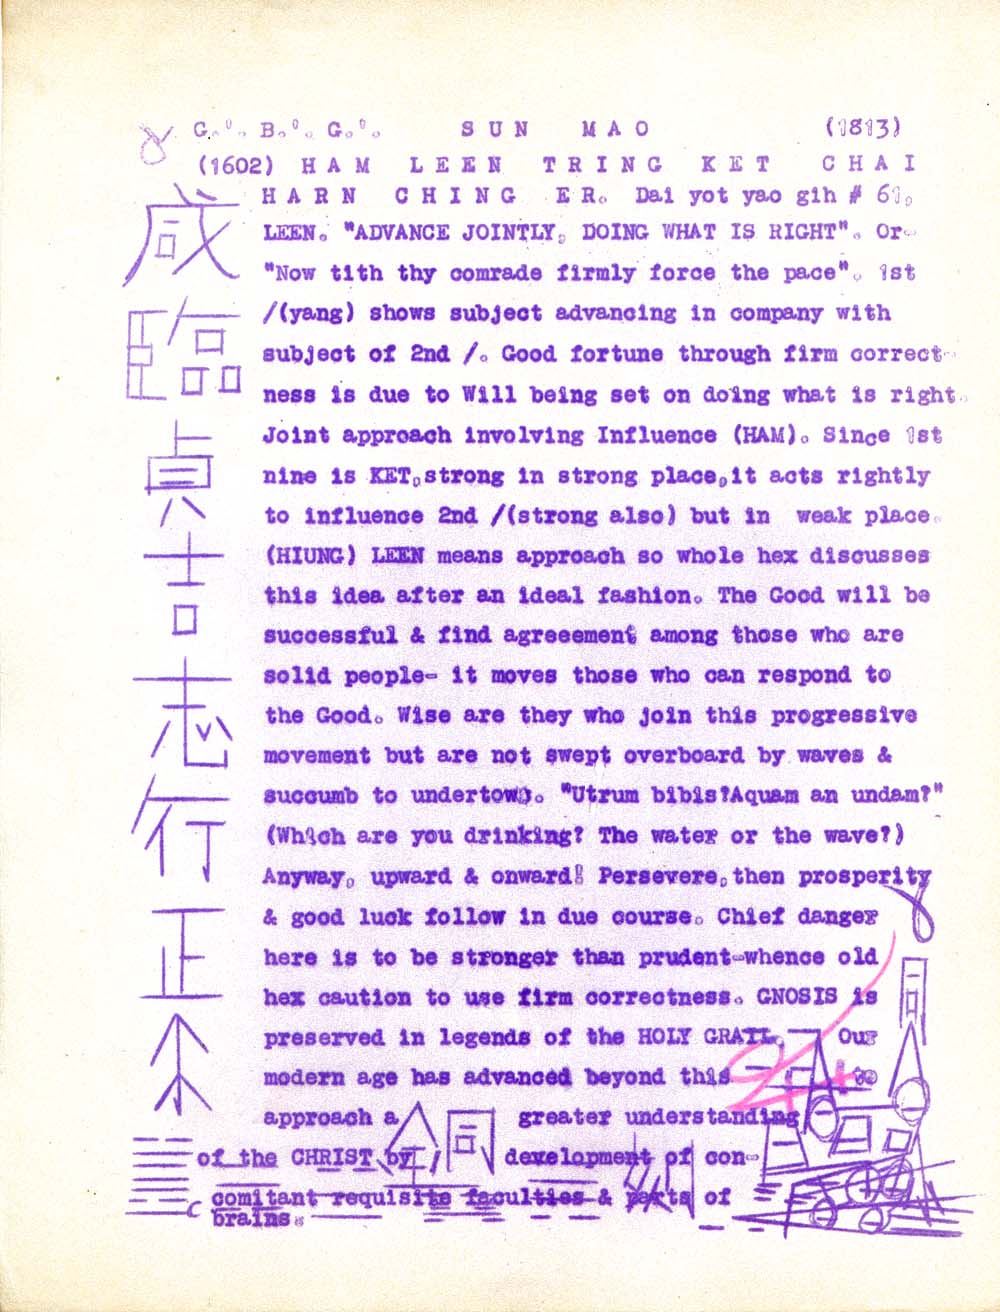 G.°. B.°. G.°. SUN MAO (1813)
(1602) HAM LEEN TRING KET CHAI
HARN CHING ER. Dai yot yao gih # 61.
LEEN. "ADVANCE JOINTLY, DOING WHAT IS RIGHT". Or-
"Now tith thy comrade firmly force the pace". 1st
/(yang) shows subject advancing in company with
subject of 2nd /. Good fortune through firm correct-
ness is due to Will being set on doing what is right.
Joint approach involving Influence (HAM). Since 1st
nine is KET,strong in strong place,it acts rightly
to influence 2nd /(strong also) but in weak place.
(HIUNG) LEEN means approach so whole hex discusses
this idea after an ideal fashion. The Good will be
successful & find agreeement among those who are
solid people- it moves those who can respond to
the Good. Wise are they who join this progressive
movement but are not swept overboard by waves &
succumb to undertow). "Utrum bibis?Aquam an undam?"
(Which are you drinking? The water or the wave?)
Anyway, upward & onward! Persevere,then prosperity
& good luck follow in due course. Chief danger
here is to be stronger than prudent-whence old
hex caution to use firm correctness. GNOSIS is
preserved in legends of the HOLY GRAIL. Our
modern age has advanced beyond this to
approach a greater understanding
of the CHRIST by development of con-
comitant requisite faculties & parts of
brains.
咸
臨
貞
吉
志
行
正